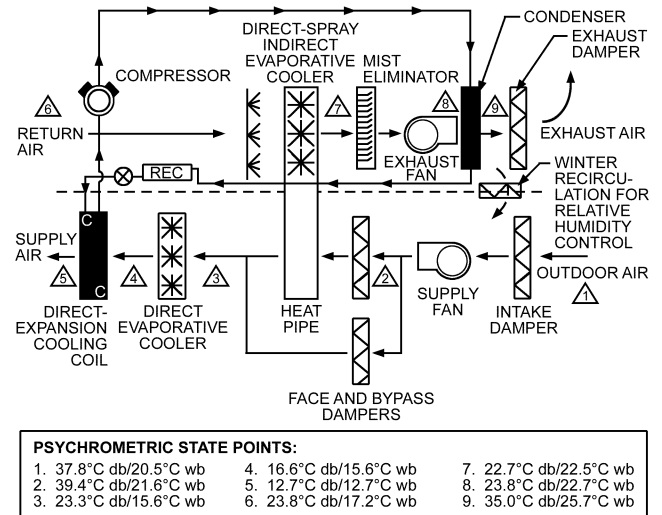 CONDENSER
DIRECT-SPRAY
INDIRECT
EVAPORATIVE
COOLER
MIST
ELIMINATOR
EXHAUST
DAMPER
COMPRESSOR
6
7
8
9
RETURN
AIR
EXHAUST
FAN
EXHAUST AIR
REC
WINTER
RECIRCU-
LATION FOR
RELATIVE
HUMIDITY
CONTROL
C
SUPPLY
AIR
5
4
3
2
C
OUTDOOR AIR
1
DIRECT-
EXPANSION
COOLING
COIL
DIRECT
EVAPORATIVE
COOLER
HEAT
PIPE
SUPPLY
FAN
INTAKE
DAMPER
FACE AND BYPASS
DAMPERS
PSYCHROMETRIC STATE POINTS:
1. 37.8°C db/20.5°C wb 4. 16.6°C db/15.6°C wb 7. 22.7°C db/22.5°C wb
2. 39.4°C db/21.6°C wb 5. 12.7°C db/12.7°C wb 8. 23.8°C db/22.7°C wb
3. 23.3°C db/15.6°C wb 6. 23.8°C db/17.2°C wb 9. 35.0°C db/25.7°C wb